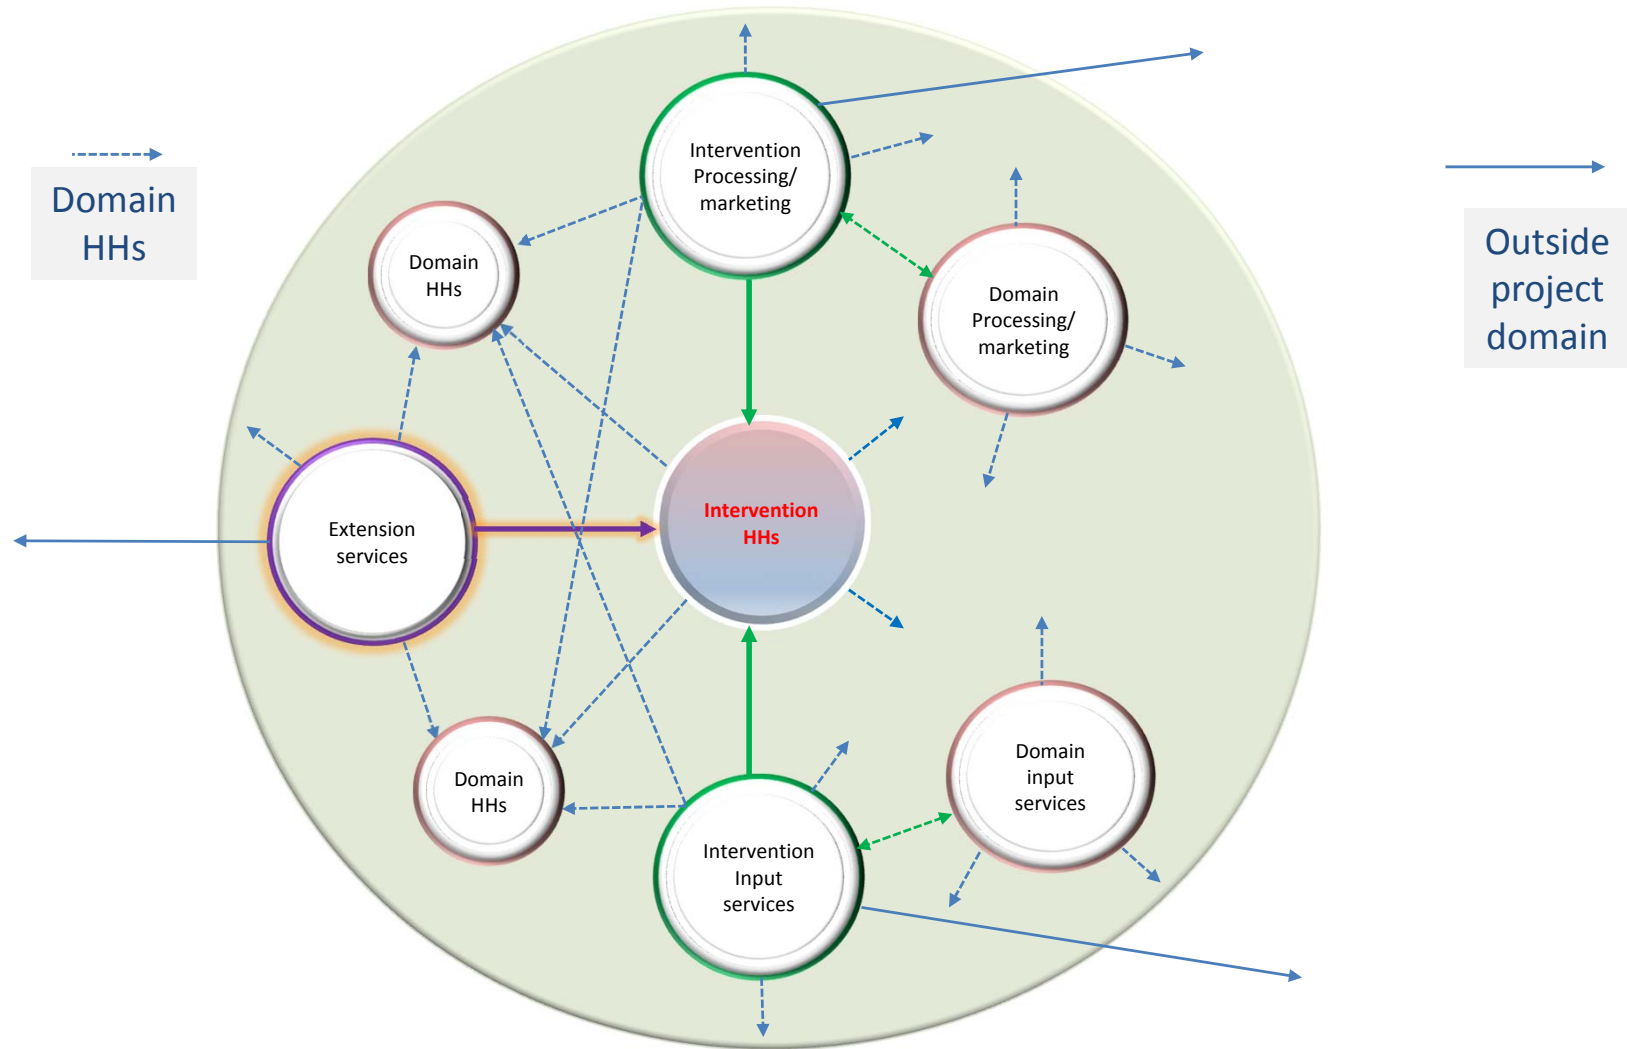 Domain
HHs
Intervention
Processing/
marketing
Domain
HHs
Domain
Processing/
marketing
Outside
project
domain
Extension
services
Intervention
HHs
Domain
HHs
Intervention
Input
services
Domain
input
services